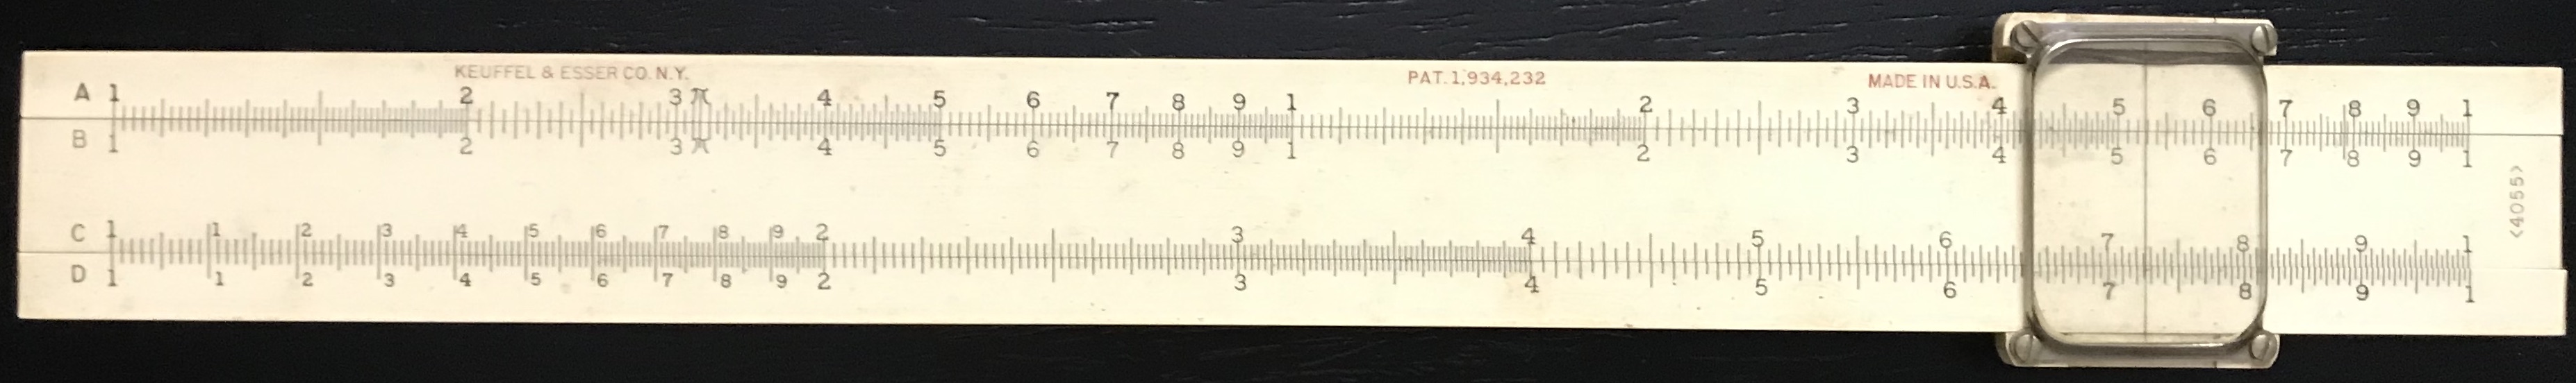 KEUFFEL & ESSER CO. N.Y. PAT. 1,934,232 MADE IN U.S.A.
A 1 2 3 π 4 5 6 7 8 9 1 2 3 4 5 6 7 8 9 1
B 1 2 3 π 4 5 6 7 8 9 1 2 3 4 5 6 7 8 9 1
<4055>
C 1 1 2 3 4 5 6 7 8 9 2 3 4 5 6 7 8 9 1
D 1 1 2 3 4 5 6 7 8 9 2 3 4 5 6 7 8 9 1